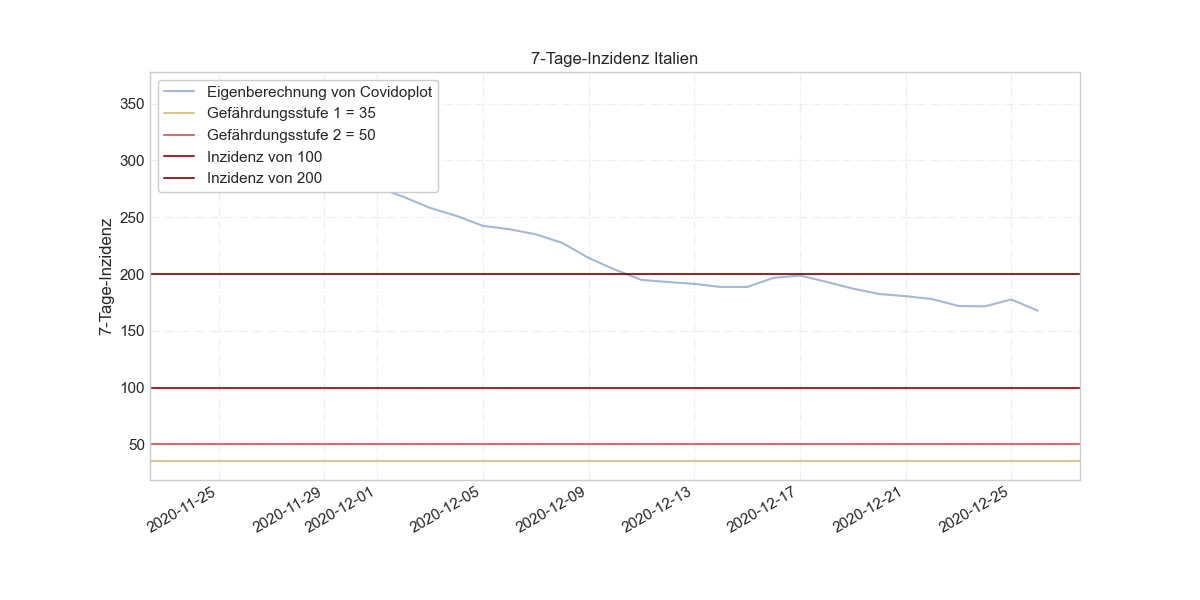 7-Tage-Inzidenz Italien
Eigenberechnung von Covidoplot
Gefährdungsstufe 1 = 35
Gefährdungsstufe 2 = 50
Inzidenz von 100
Inzidenz von 200
7-Tage-Inzidenz
350
300
250
200
150
100
50
2020-11-25
2020-11-29
2020-12-01
2020-12-05
2020-12-09
2020-12-13
2020-12-17
2020-12-21
2020-12-25